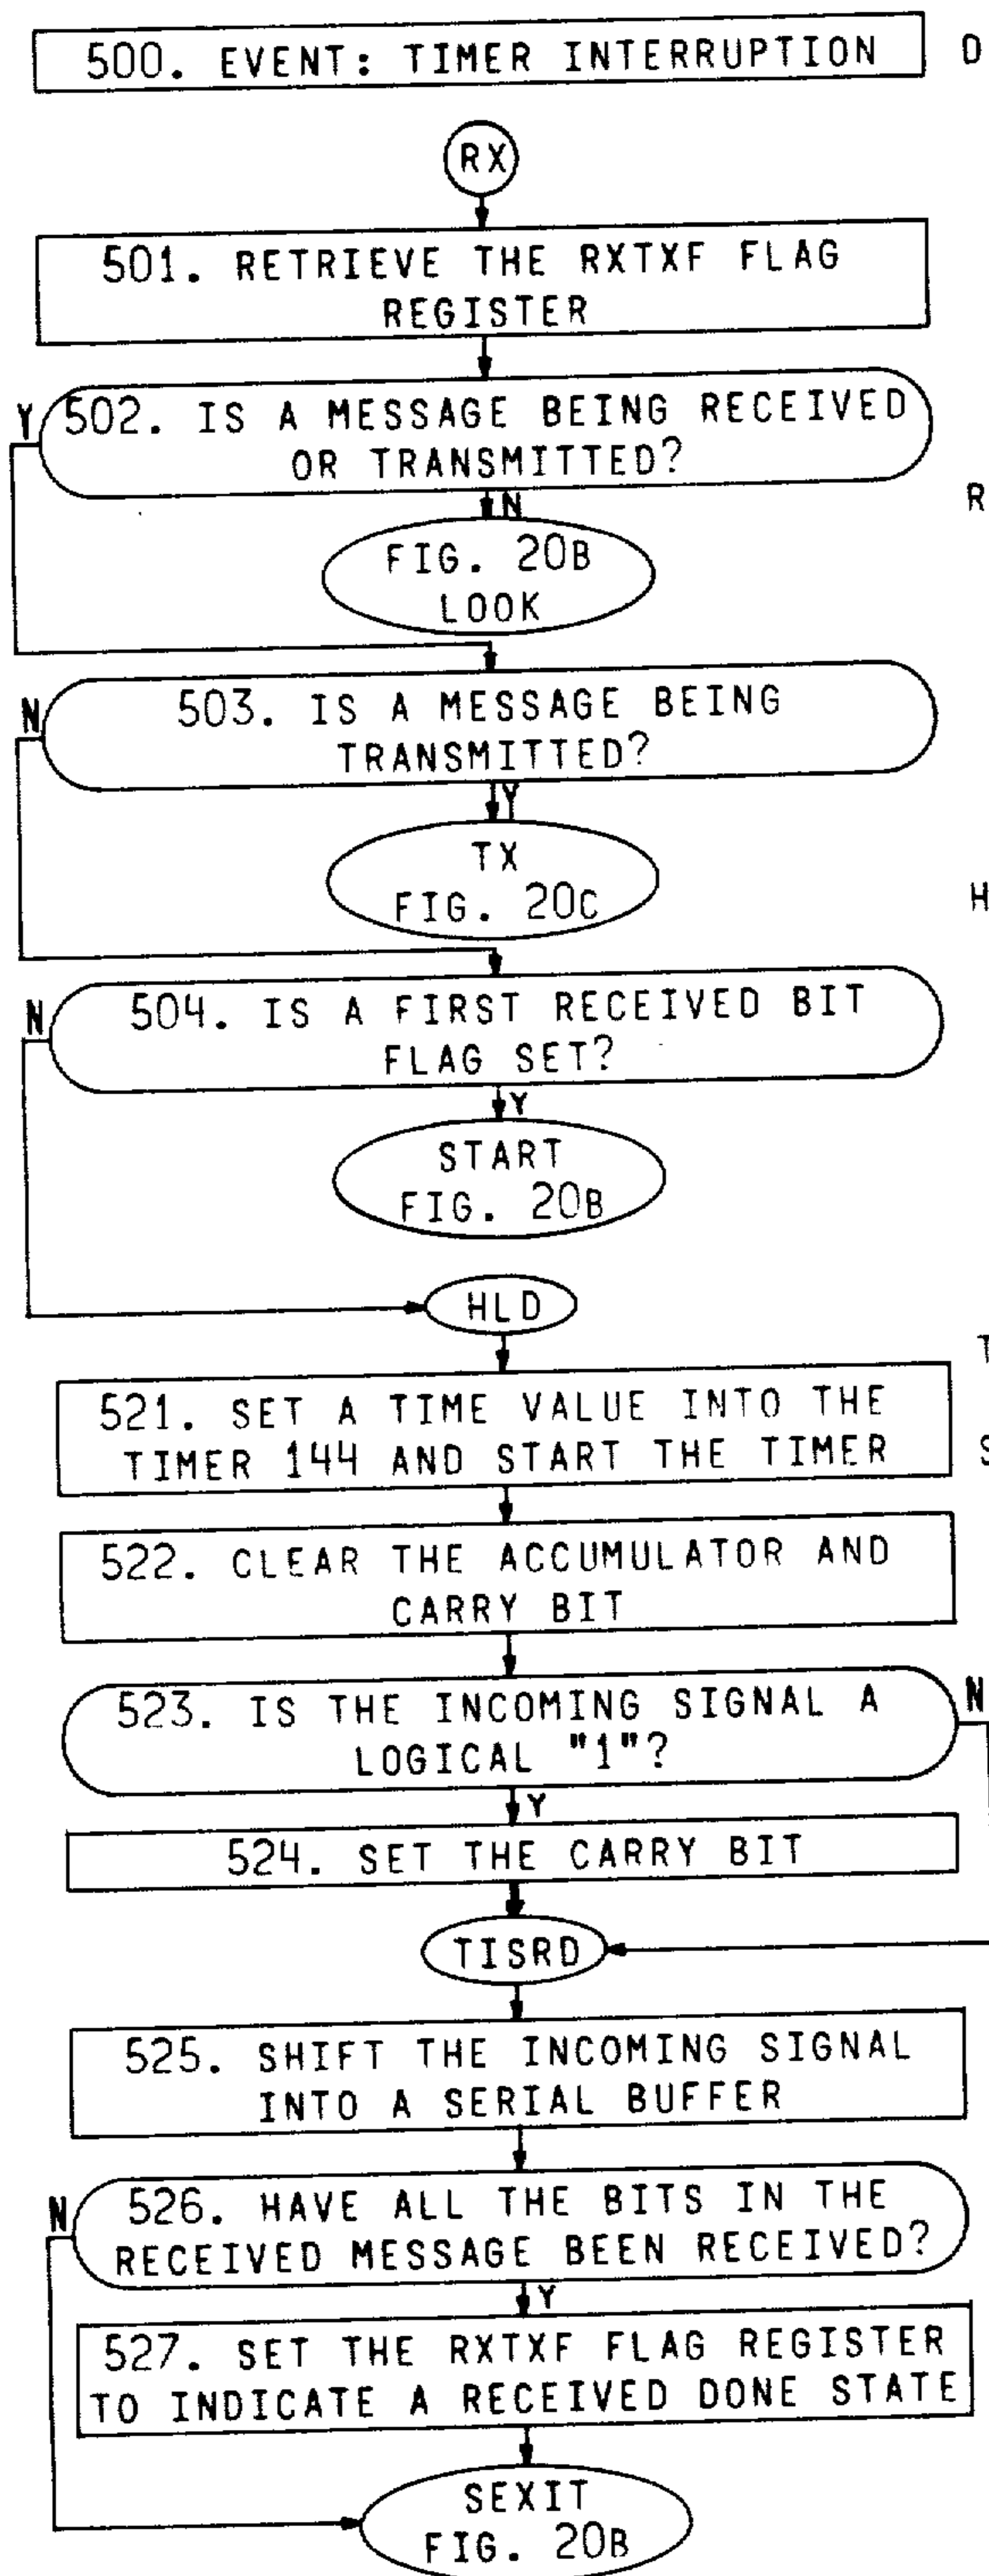 500. EVENT: TIMER INTERRUPTION
D
RX
501. RETRIEVE THE RXTXF FLAG
REGISTER
Y
502. IS A MESSAGE BEING RECEIVED
OR TRANSMITTED?
N
R
FIG. 20B
LOOK
N
503. IS A MESSAGE BEING
TRANSMITTED?
Y
TX
FIG. 20C
H
N
504. IS A FIRST RECEIVED BIT
FLAG SET?
Y
START
FIG. 20B
HLD
T
521. SET A TIME VALUE INTO THE
TIMER 144 AND START THE TIMER
S
522. CLEAR THE ACCUMULATOR AND
CARRY BIT
523. IS THE INCOMING SIGNAL A
LOGICAL "1"?
N
Y
524. SET THE CARRY BIT
TISRD
525. SHIFT THE INCOMING SIGNAL
INTO A SERIAL BUFFER
N
526. HAVE ALL THE BITS IN THE
RECEIVED MESSAGE BEEN RECEIVED?
Y
527. SET THE RXTXF FLAG REGISTER
TO INDICATE A RECEIVED DONE STATE
SEXIT
FIG. 20B